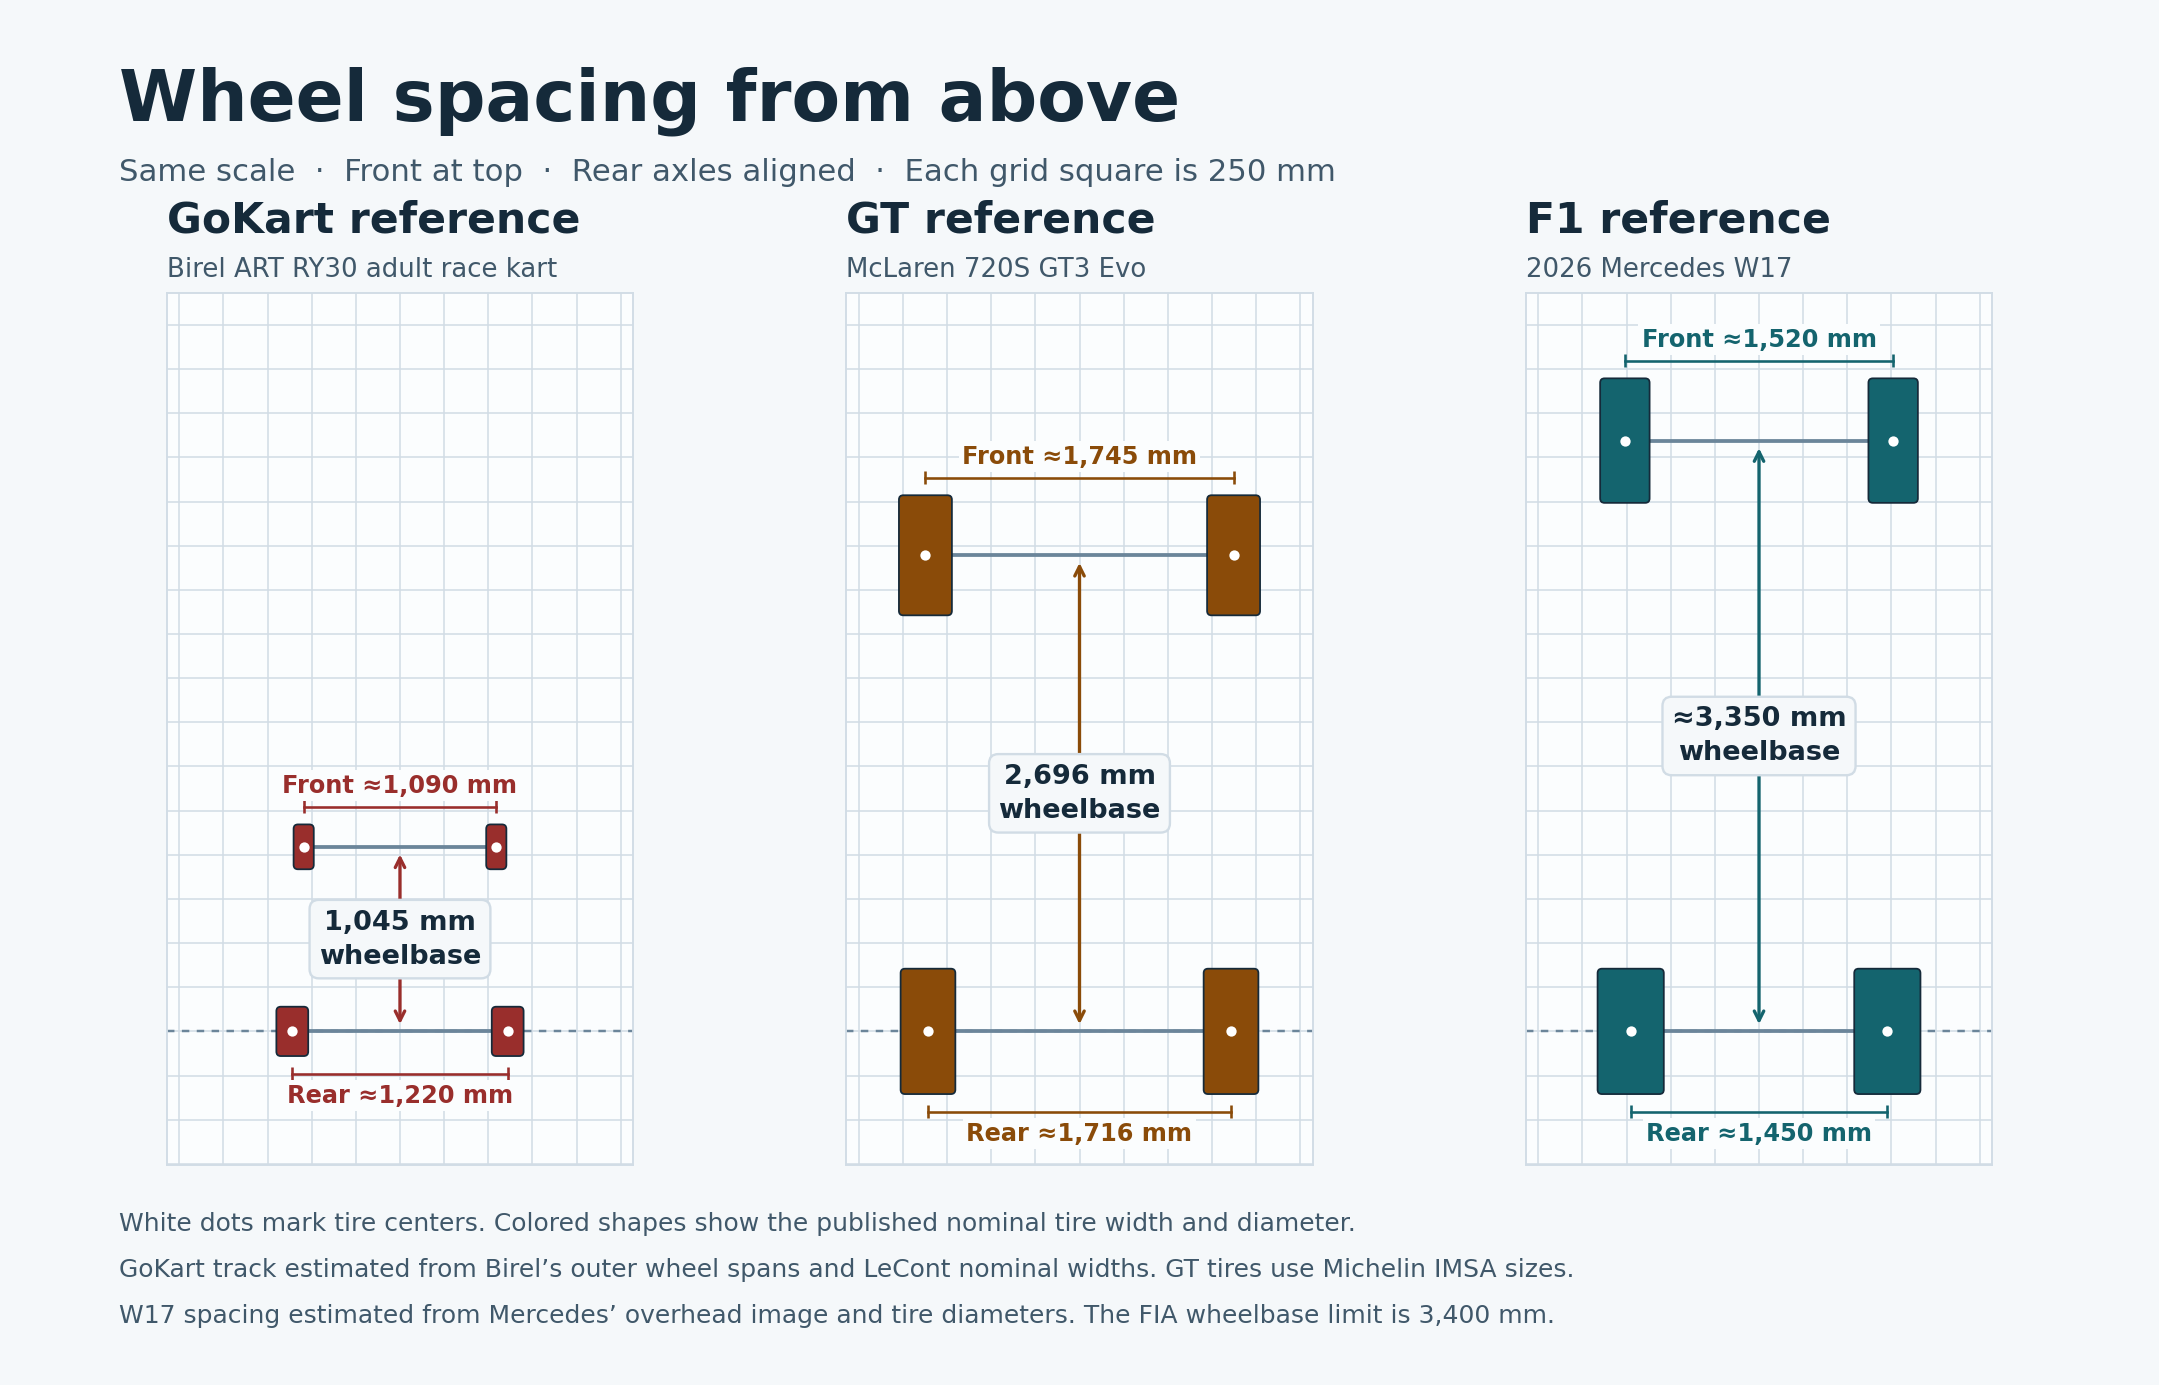 Wheel spacing from above
Same scale · Front at top · Rear axles aligned · Each grid square is 250 mm
GoKart reference
Birel ART RY30 adult race kart
Front ≈1,090 mm
1,045 mm
wheelbase
Rear ≈1,220 mm
GT reference
McLaren 720S GT3 Evo
Front ≈1,745 mm
2,696 mm
wheelbase
Rear ≈1,716 mm
F1 reference
2026 Mercedes W17
Front ≈1,520 mm
≈3,350 mm
wheelbase
Rear ≈1,450 mm
White dots mark tire centers. Colored shapes show the published nominal tire width and diameter.
GoKart track estimated from Birel’s outer wheel spans and LeCont nominal widths. GT tires use Michelin IMSA sizes.
W17 spacing estimated from Mercedes’ overhead image and tire diameters. The FIA wheelbase limit is 3,400 mm.